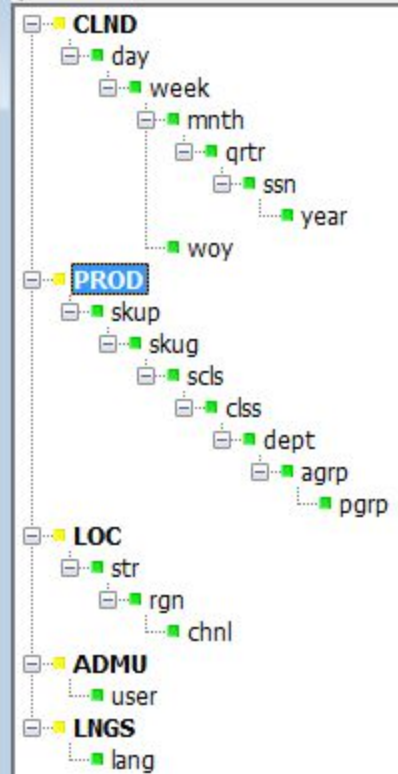 CLND
day
week
mnth
qrtr
ssn
year
woy
PROD
skup
skug
scls
clss
dept
agrp
pgrp
LOC
str
rgn
chnl
ADMU
user
LNGS
lang